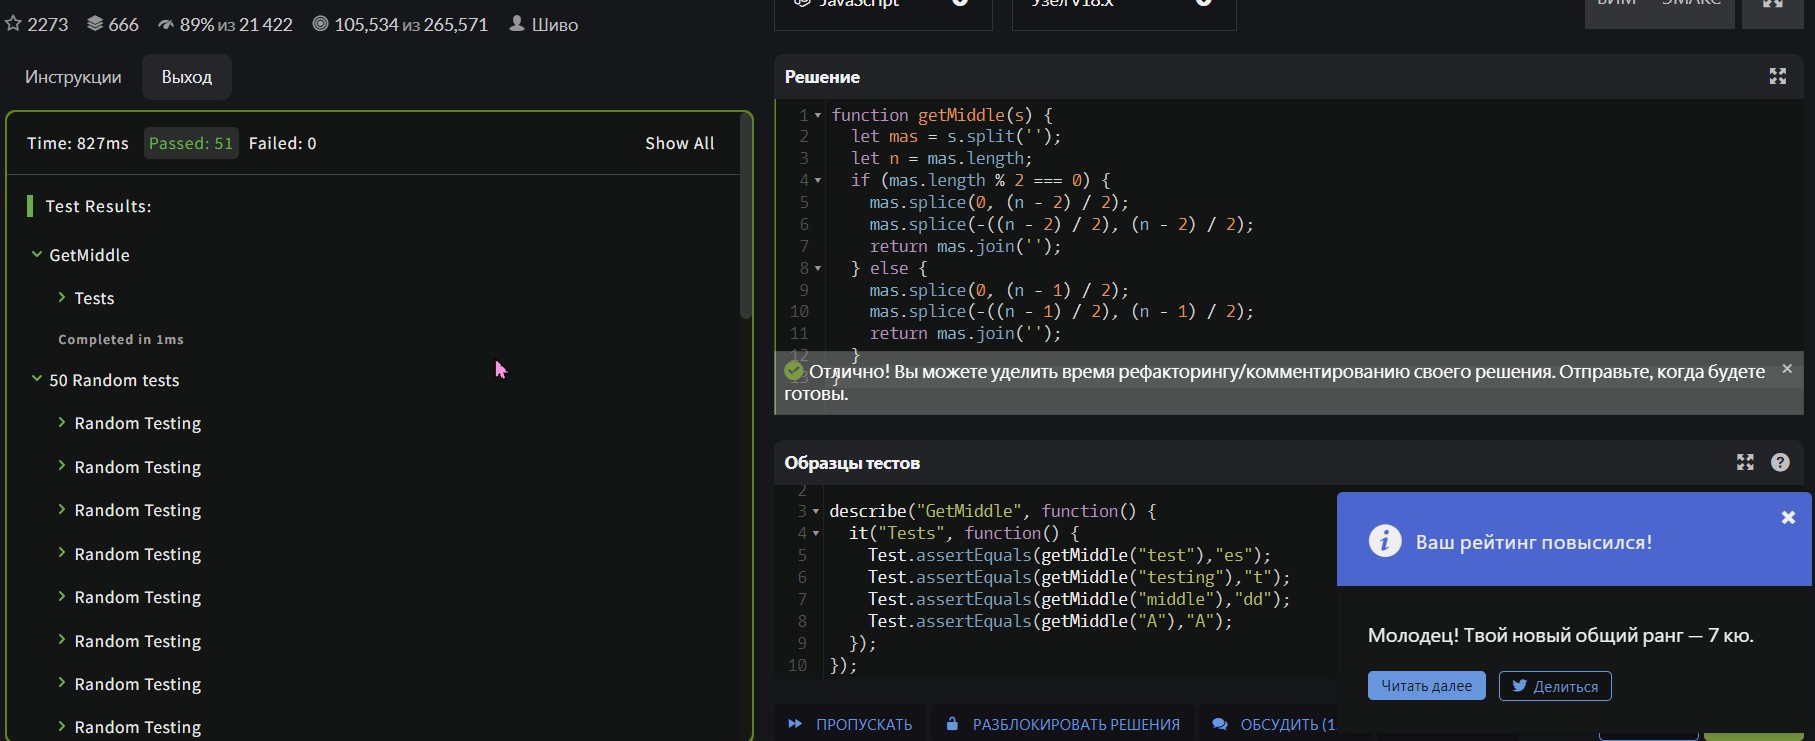 2273 666 89% из 21 422 105,534 из 265,571 Шиво
Инструкции Выход
Time: 827ms Passed: 51 Failed: 0 Show All
Test Results:
GetMiddle
Tests
Completed in 1ms
50 Random tests
Random Testing
Random Testing
Random Testing
Random Testing
Random Testing
Random Testing
Random Testing
Random Testing
JavaScript Узел v18.x
ВИМ ЭМАКС
Решение
1 function getMiddle(s) {
2 let mas = s.split('');
3 let n = mas.length;
4 if (mas.length % 2 === 0) {
5 mas.splice(0, (n - 2) / 2);
6 mas.splice(-((n - 2) / 2), (n - 2) / 2);
7 return mas.join('');
8 } else {
9 mas.splice(0, (n - 1) / 2);
10 mas.splice(-((n - 1) / 2), (n - 1) / 2);
11 return mas.join('');
12 }
13 }
Отлично! Вы можете уделить время рефакторингу/комментированию своего решения. Отправьте, когда будете
готовы.
Образцы тестов
2
3 describe("GetMiddle", function() {
4 it("Tests", function() {
5 Test.assertEquals(getMiddle("test"),"es");
6 Test.assertEquals(getMiddle("testing"),"t");
7 Test.assertEquals(getMiddle("middle"),"dd");
8 Test.assertEquals(getMiddle("A"),"A");
9 });
10 });
Ваш рейтинг повысился!
Молодец! Твой новый общий ранг — 7 кю.
Читать далее Делиться
ПРОПУСКАТЬ РАЗБЛОКИРОВАТЬ РЕШЕНИЯ ОБСУДИТЬ (1